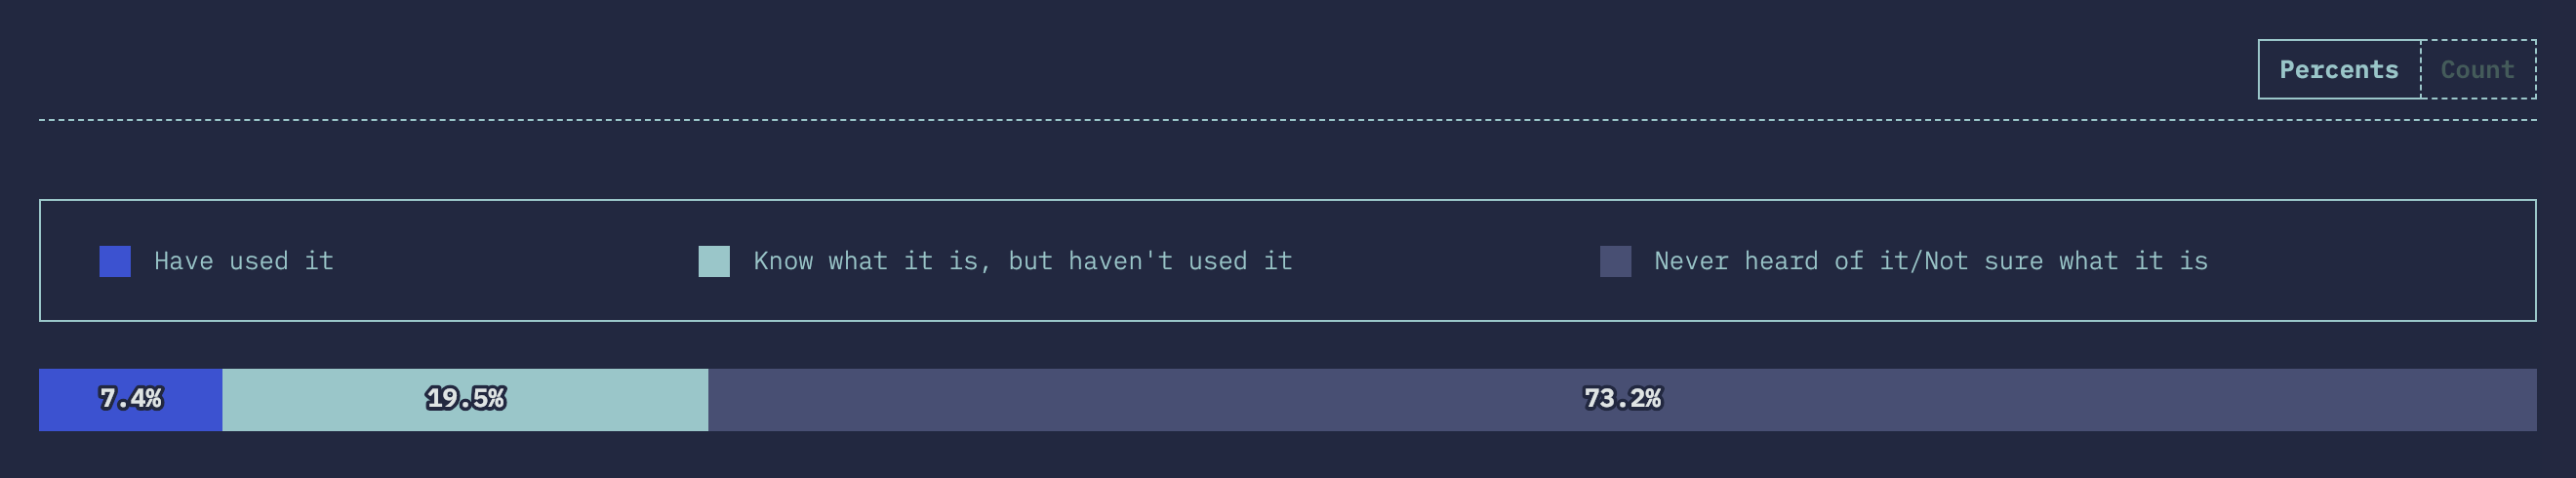 Percents Count
Have used it Know what it is, but haven't used it Never heard of it/Not sure what it is
7.4% 19.5% 73.2%